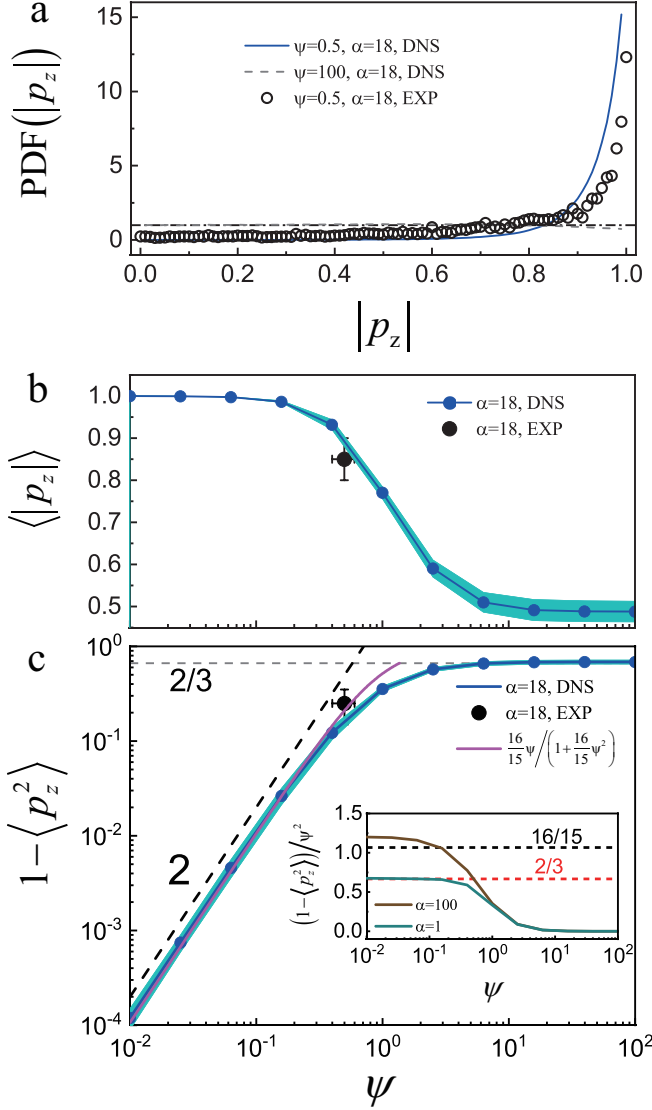 a
PDF(|p_z|)
15
10
5
0
ψ=0.5, α=18, DNS
ψ=100, α=18, DNS
ψ=0.5, α=18, EXP
0.0 0.2 0.4 0.6 0.8 1.0
|p_z|
b
⟨|p_z|⟩
1.0
0.9
0.8
0.7
0.6
0.5
α=18, DNS
α=18, EXP
c
1-⟨p_z^2⟩
10^0
10^-1
10^-2
10^-3
10^-4
2/3
2
α=18, DNS
α=18, EXP
16/15 ψ/(1+16/15 ψ^2)
(1-⟨p_z^2⟩)/ψ^2
1.5
1.0
0.5
0.0
16/15
2/3
α=100
α=1
10^-2 10^-1 10^0 10^1 10^2
ψ
10^-2 10^-1 10^0 10^1 10^2
ψ